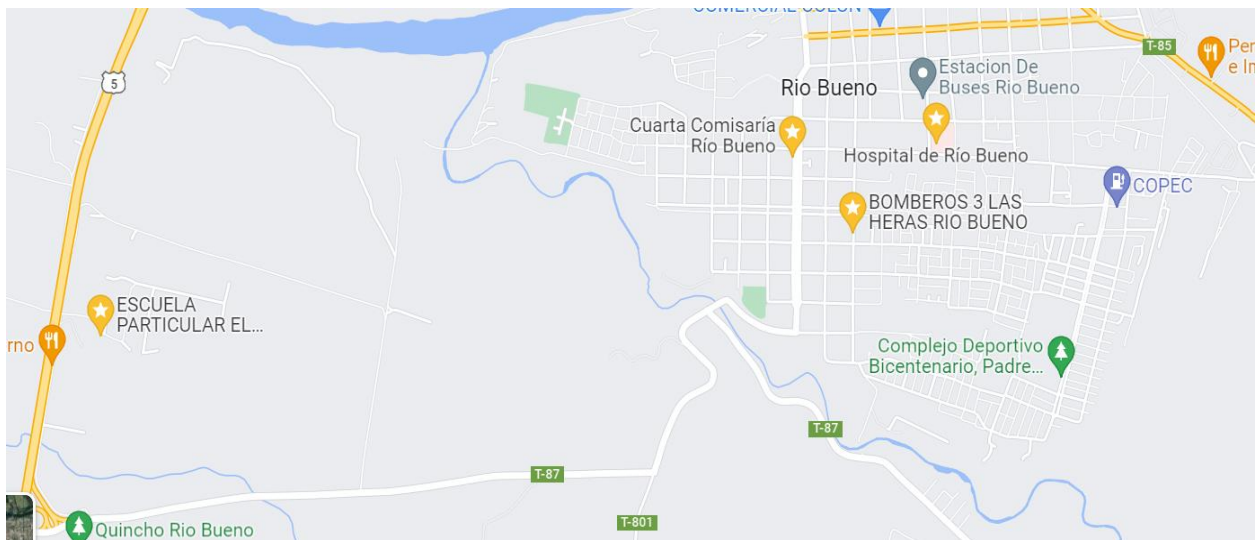 COMERCIAL COLON
T-85
Per
e In
5
Estacion De
Buses Rio Bueno
Rio Bueno
Cuarta Comisaría
Río Bueno
Hospital de Río Bueno
COPEC
BOMBEROS 3 LAS
HERAS RIO BUENO
ESCUELA
PARTICULAR EL...
rno
Complejo Deportivo
Bicentenario, Padre...
T-87
T-87
T-801
Quincho Rio Bueno